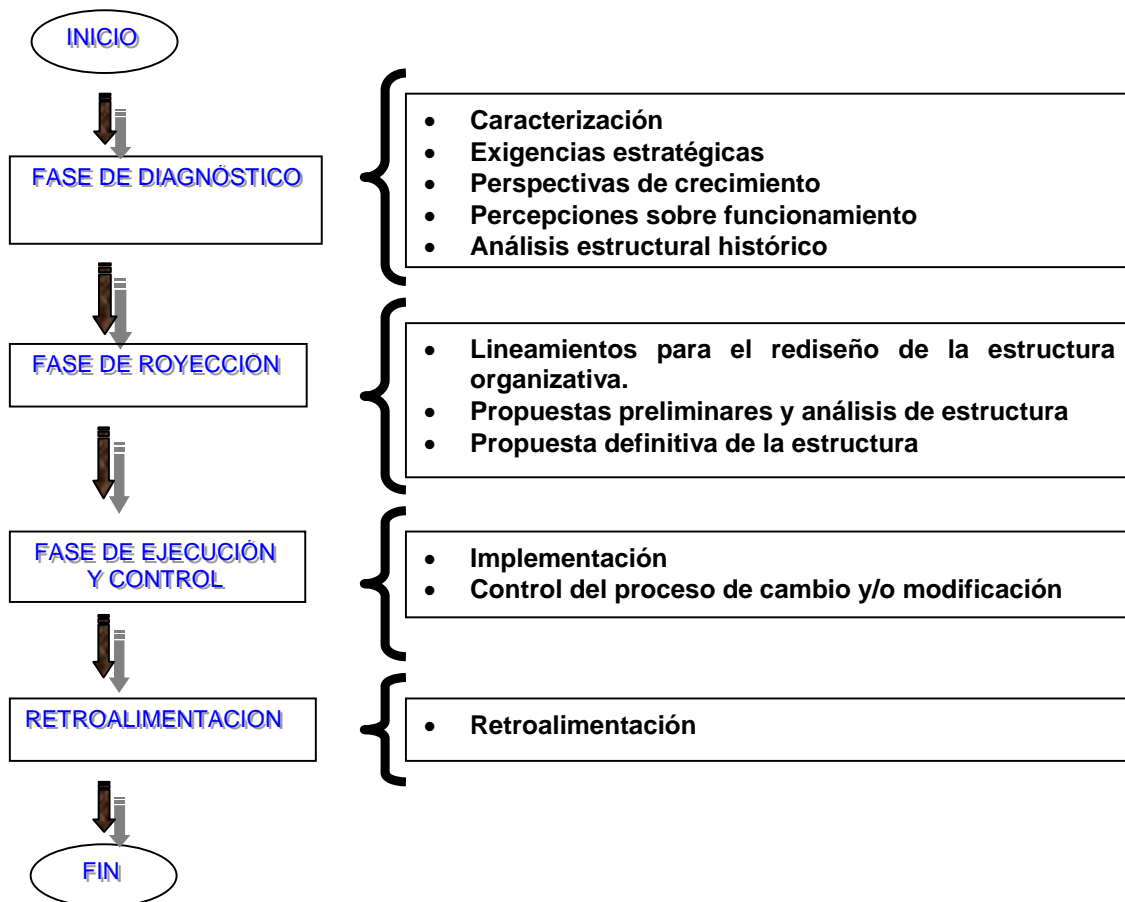 INICIO
FASE DE DIAGNÓSTICO
• Caracterización
• Exigencias estratégicas
• Perspectivas de crecimiento
• Percepciones sobre funcionamiento
• Análisis estructural histórico
FASE DE ROYECCIÓN
• Lineamientos para el rediseño de la estructura
organizativa.
• Propuestas preliminares y análisis de estructura
• Propuesta definitiva de la estructura
FASE DE EJECUCIÓN
Y CONTROL
• Implementación
• Control del proceso de cambio y/o modificación
RETROALIMENTACION
• Retroalimentación
FIN